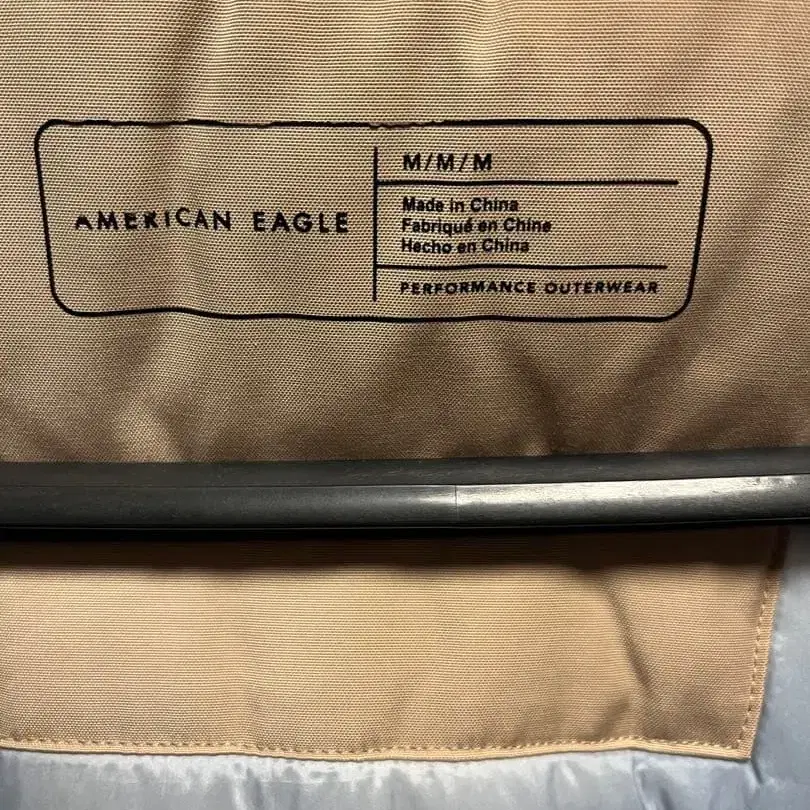 AMERICAN EAGLE
M/M/M
Made in China
Fabriqué en Chine
Hecho en China
PERFORMANCE OUTERWEAR